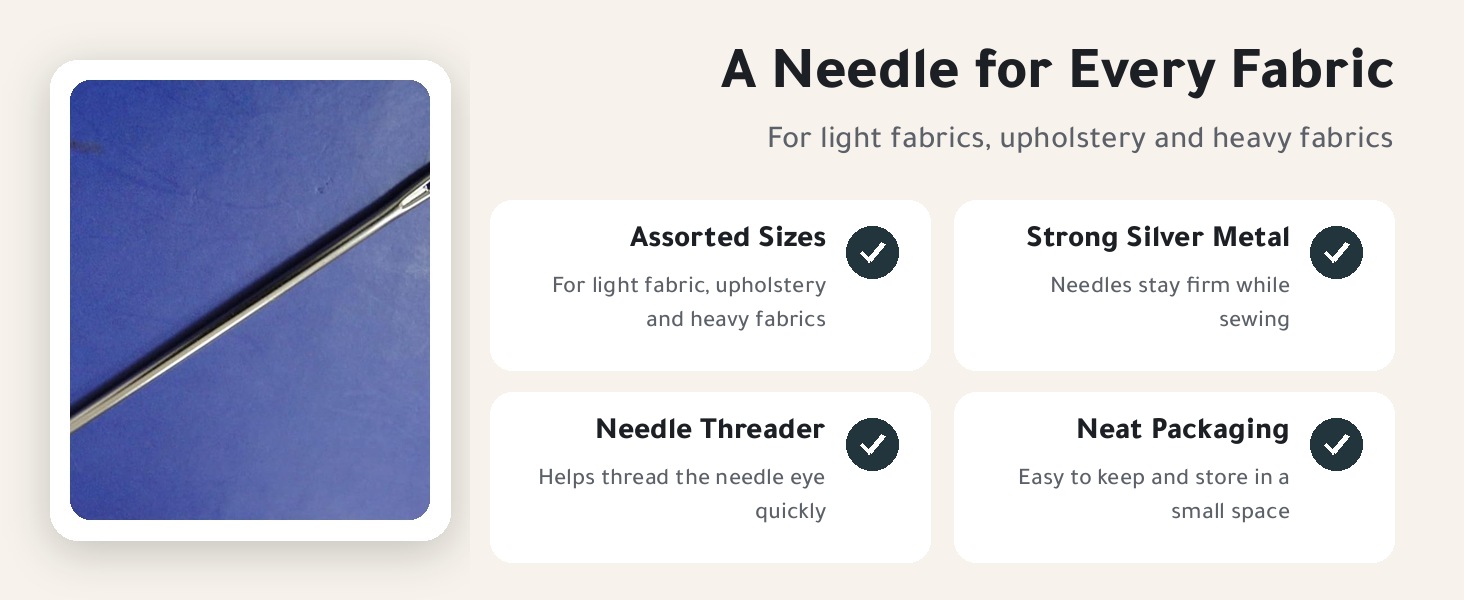 A Needle for Every Fabric
For light fabrics, upholstery and heavy fabrics
Assorted Sizes
For light fabric, upholstery
and heavy fabrics
Strong Silver Metal
Needles stay firm while
sewing
Needle Threader
Helps thread the needle eye
quickly
Neat Packaging
Easy to keep and store in a
small space